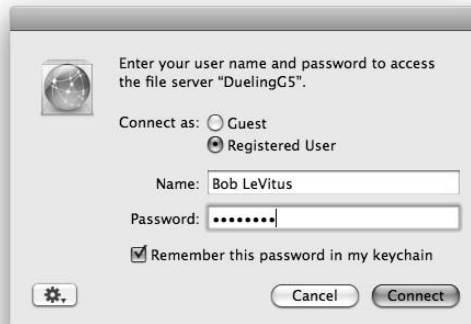 Enter your user name and password to access
the file server “DuelingG5”.
Connect as: Guest
Registered User
Name: Bob LeVitus
Password: ••••••••
Remember this password in my keychain
Cancel Connect